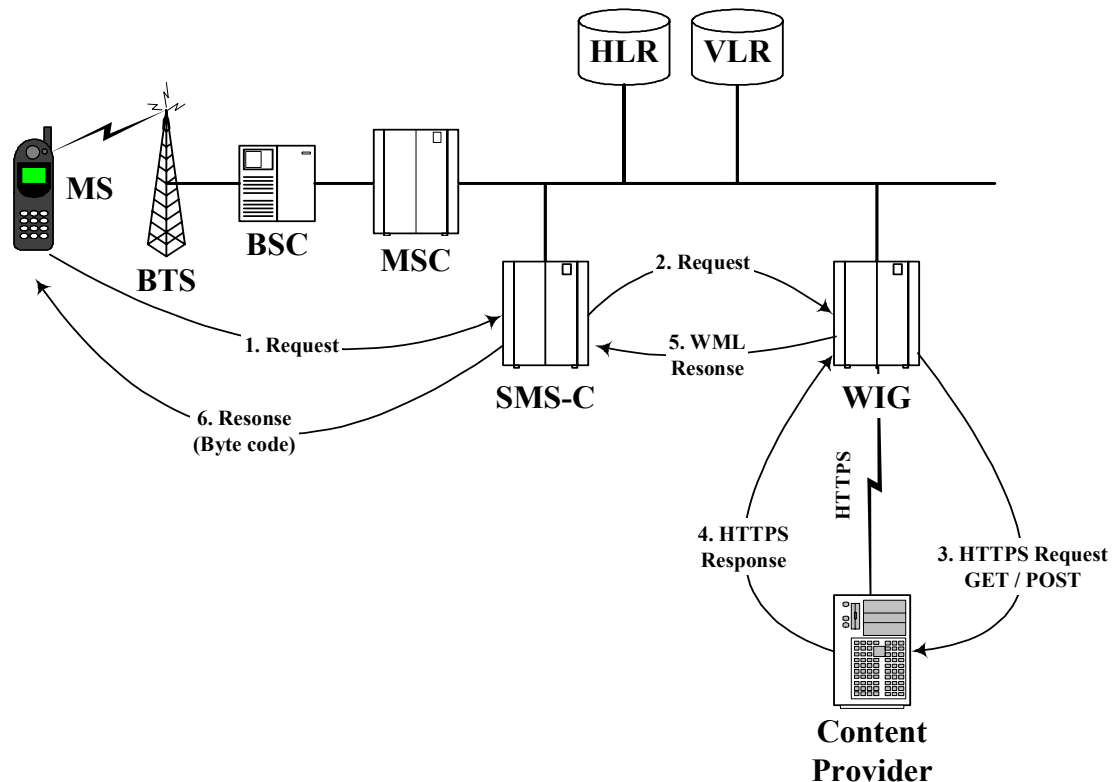 HLR
VLR
MS
BTS
BSC
MSC
2. Request
1. Request
5. WML
Resonse
SMS-C
WIG
6. Resonse
(Byte code)
HTTPS
4. HTTPS
Response
3. HTTPS Request
GET / POST
Content
Provider